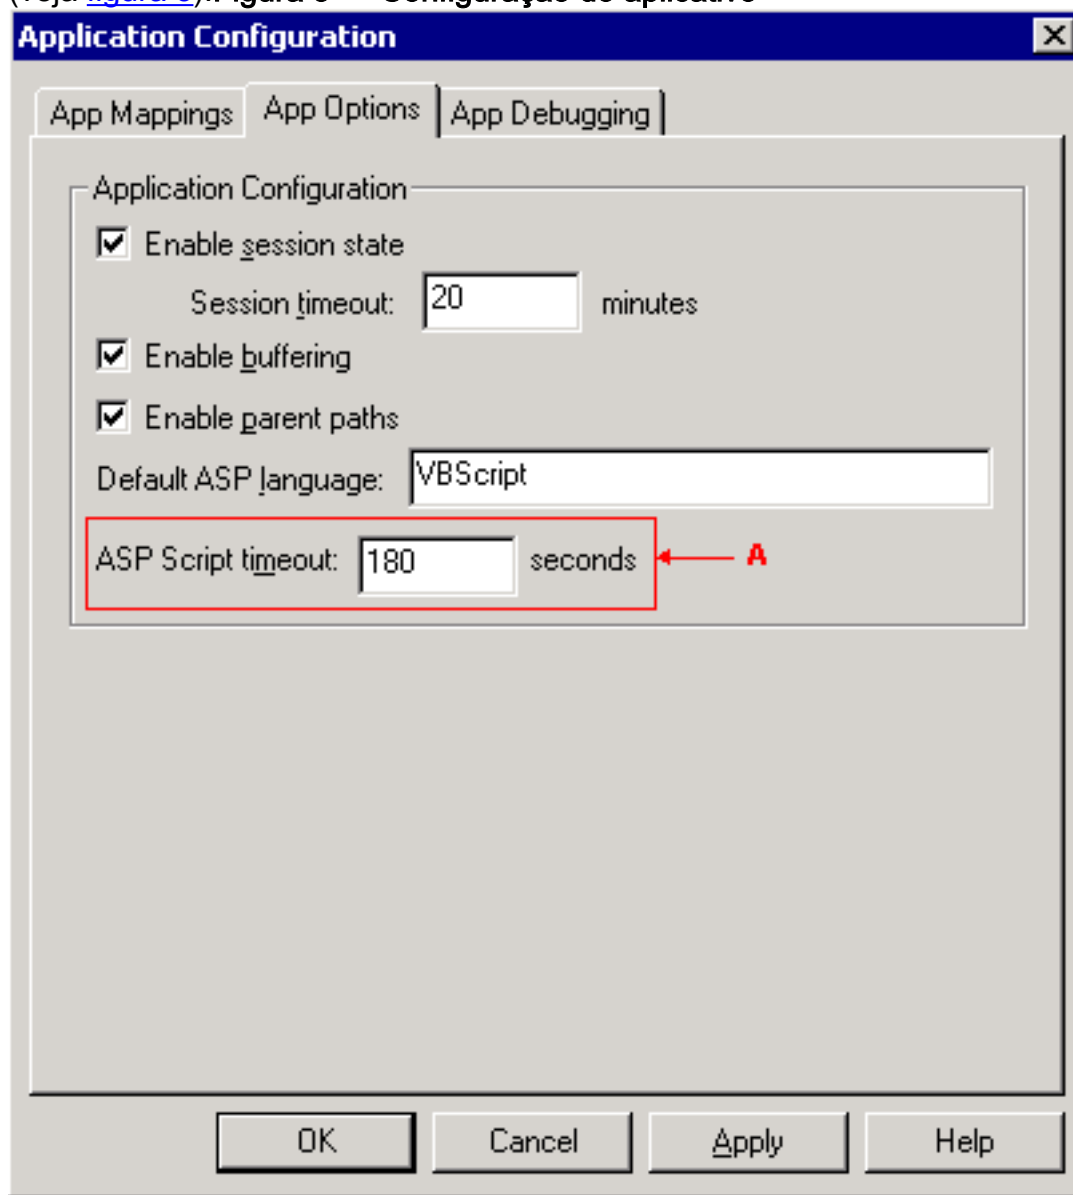 Application Configuration
App Mappings App Options App Debugging
Application Configuration
Enable session state
Session timeout: 20 minutes
Enable buffering
Enable parent paths
Default ASP language: VBScript
ASP Script timeout: 180 seconds A
OK Cancel Apply Help